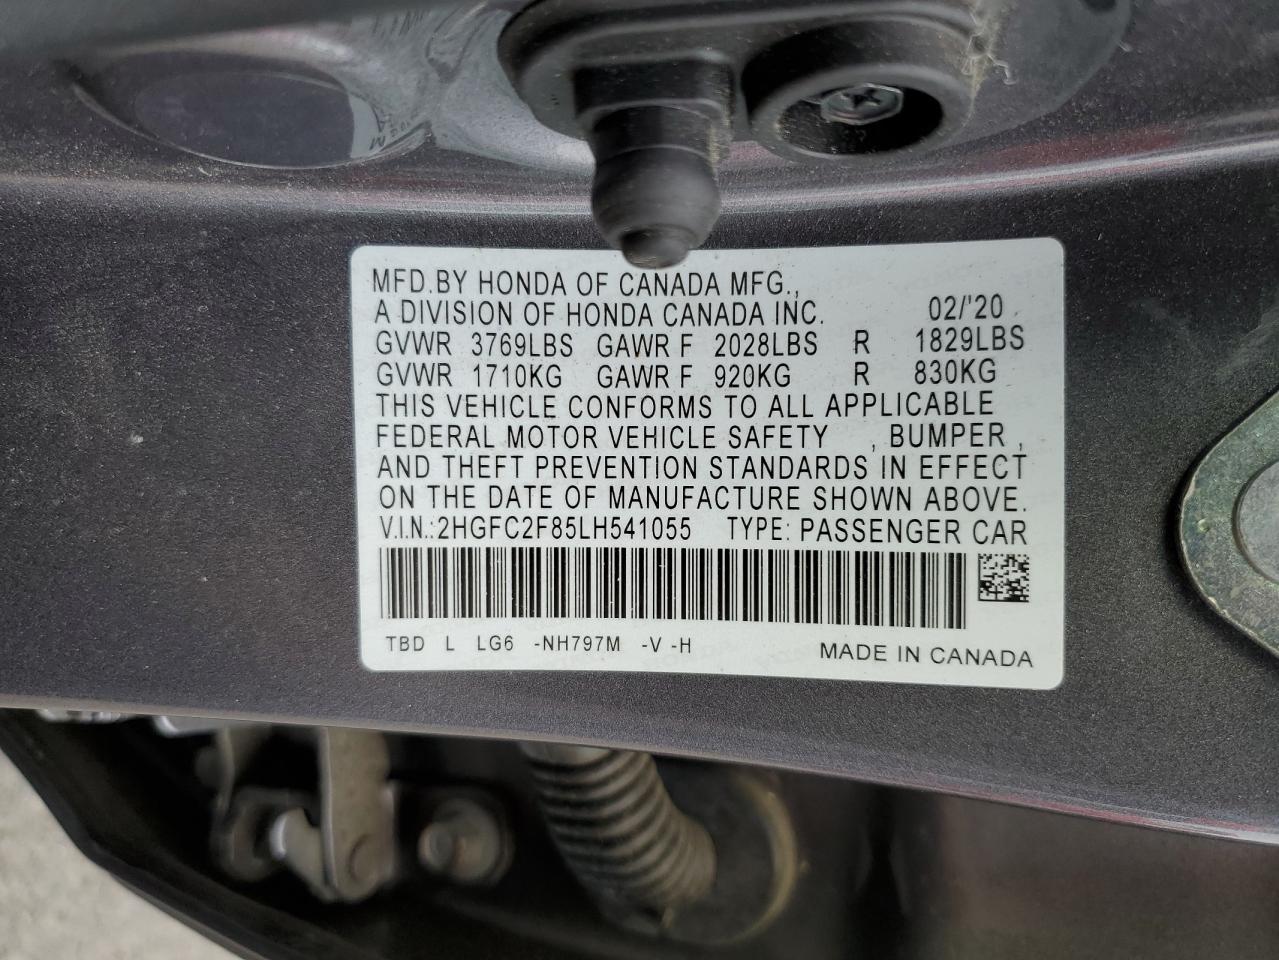 MFD.BY HONDA OF CANADA MFG.,
A DIVISION OF HONDA CANADA INC. 02/'20
GVWR 3769LBS GAWR F 2028LBS R 1829LBS
GVWR 1710KG GAWR F 920KG R 830KG
THIS VEHICLE CONFORMS TO ALL APPLICABLE
FEDERAL MOTOR VEHICLE SAFETY , BUMPER ,
AND THEFT PREVENTION STANDARDS IN EFFECT
ON THE DATE OF MANUFACTURE SHOWN ABOVE.
V.I.N.:2HGFC2F85LH541055 TYPE: PASSENGER CAR
TBD L LG6 -NH797M -V -H MADE IN CANADA